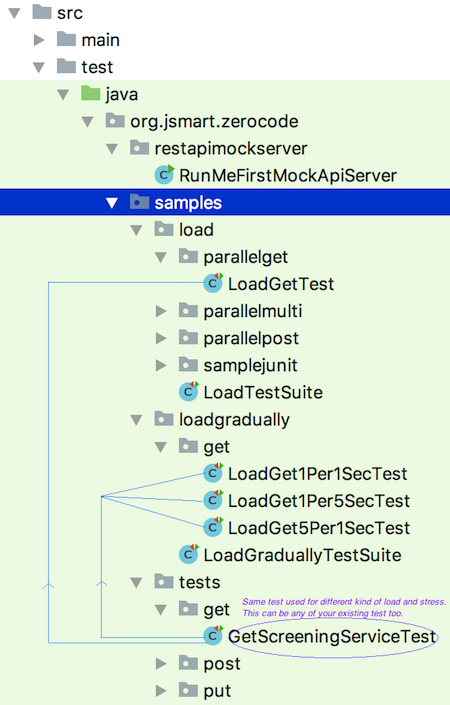 src
main
test
java
org.jsmart.zerocode
restapimockserver
C RunMeFirstMockApiServer
samples
load
parallelget
C LoadGetTest
parallelmulti
parallelpost
samplejunit
C LoadTestSuite
loadgradually
get
C LoadGet1Per1SecTest
C LoadGet1Per5SecTest
C LoadGet5Per1SecTest
C LoadGraduallyTestSuite
tests
Same test used for different kind of load and stress.
get
This can be any of your existing test too.
C GetScreeningServiceTest
post
put